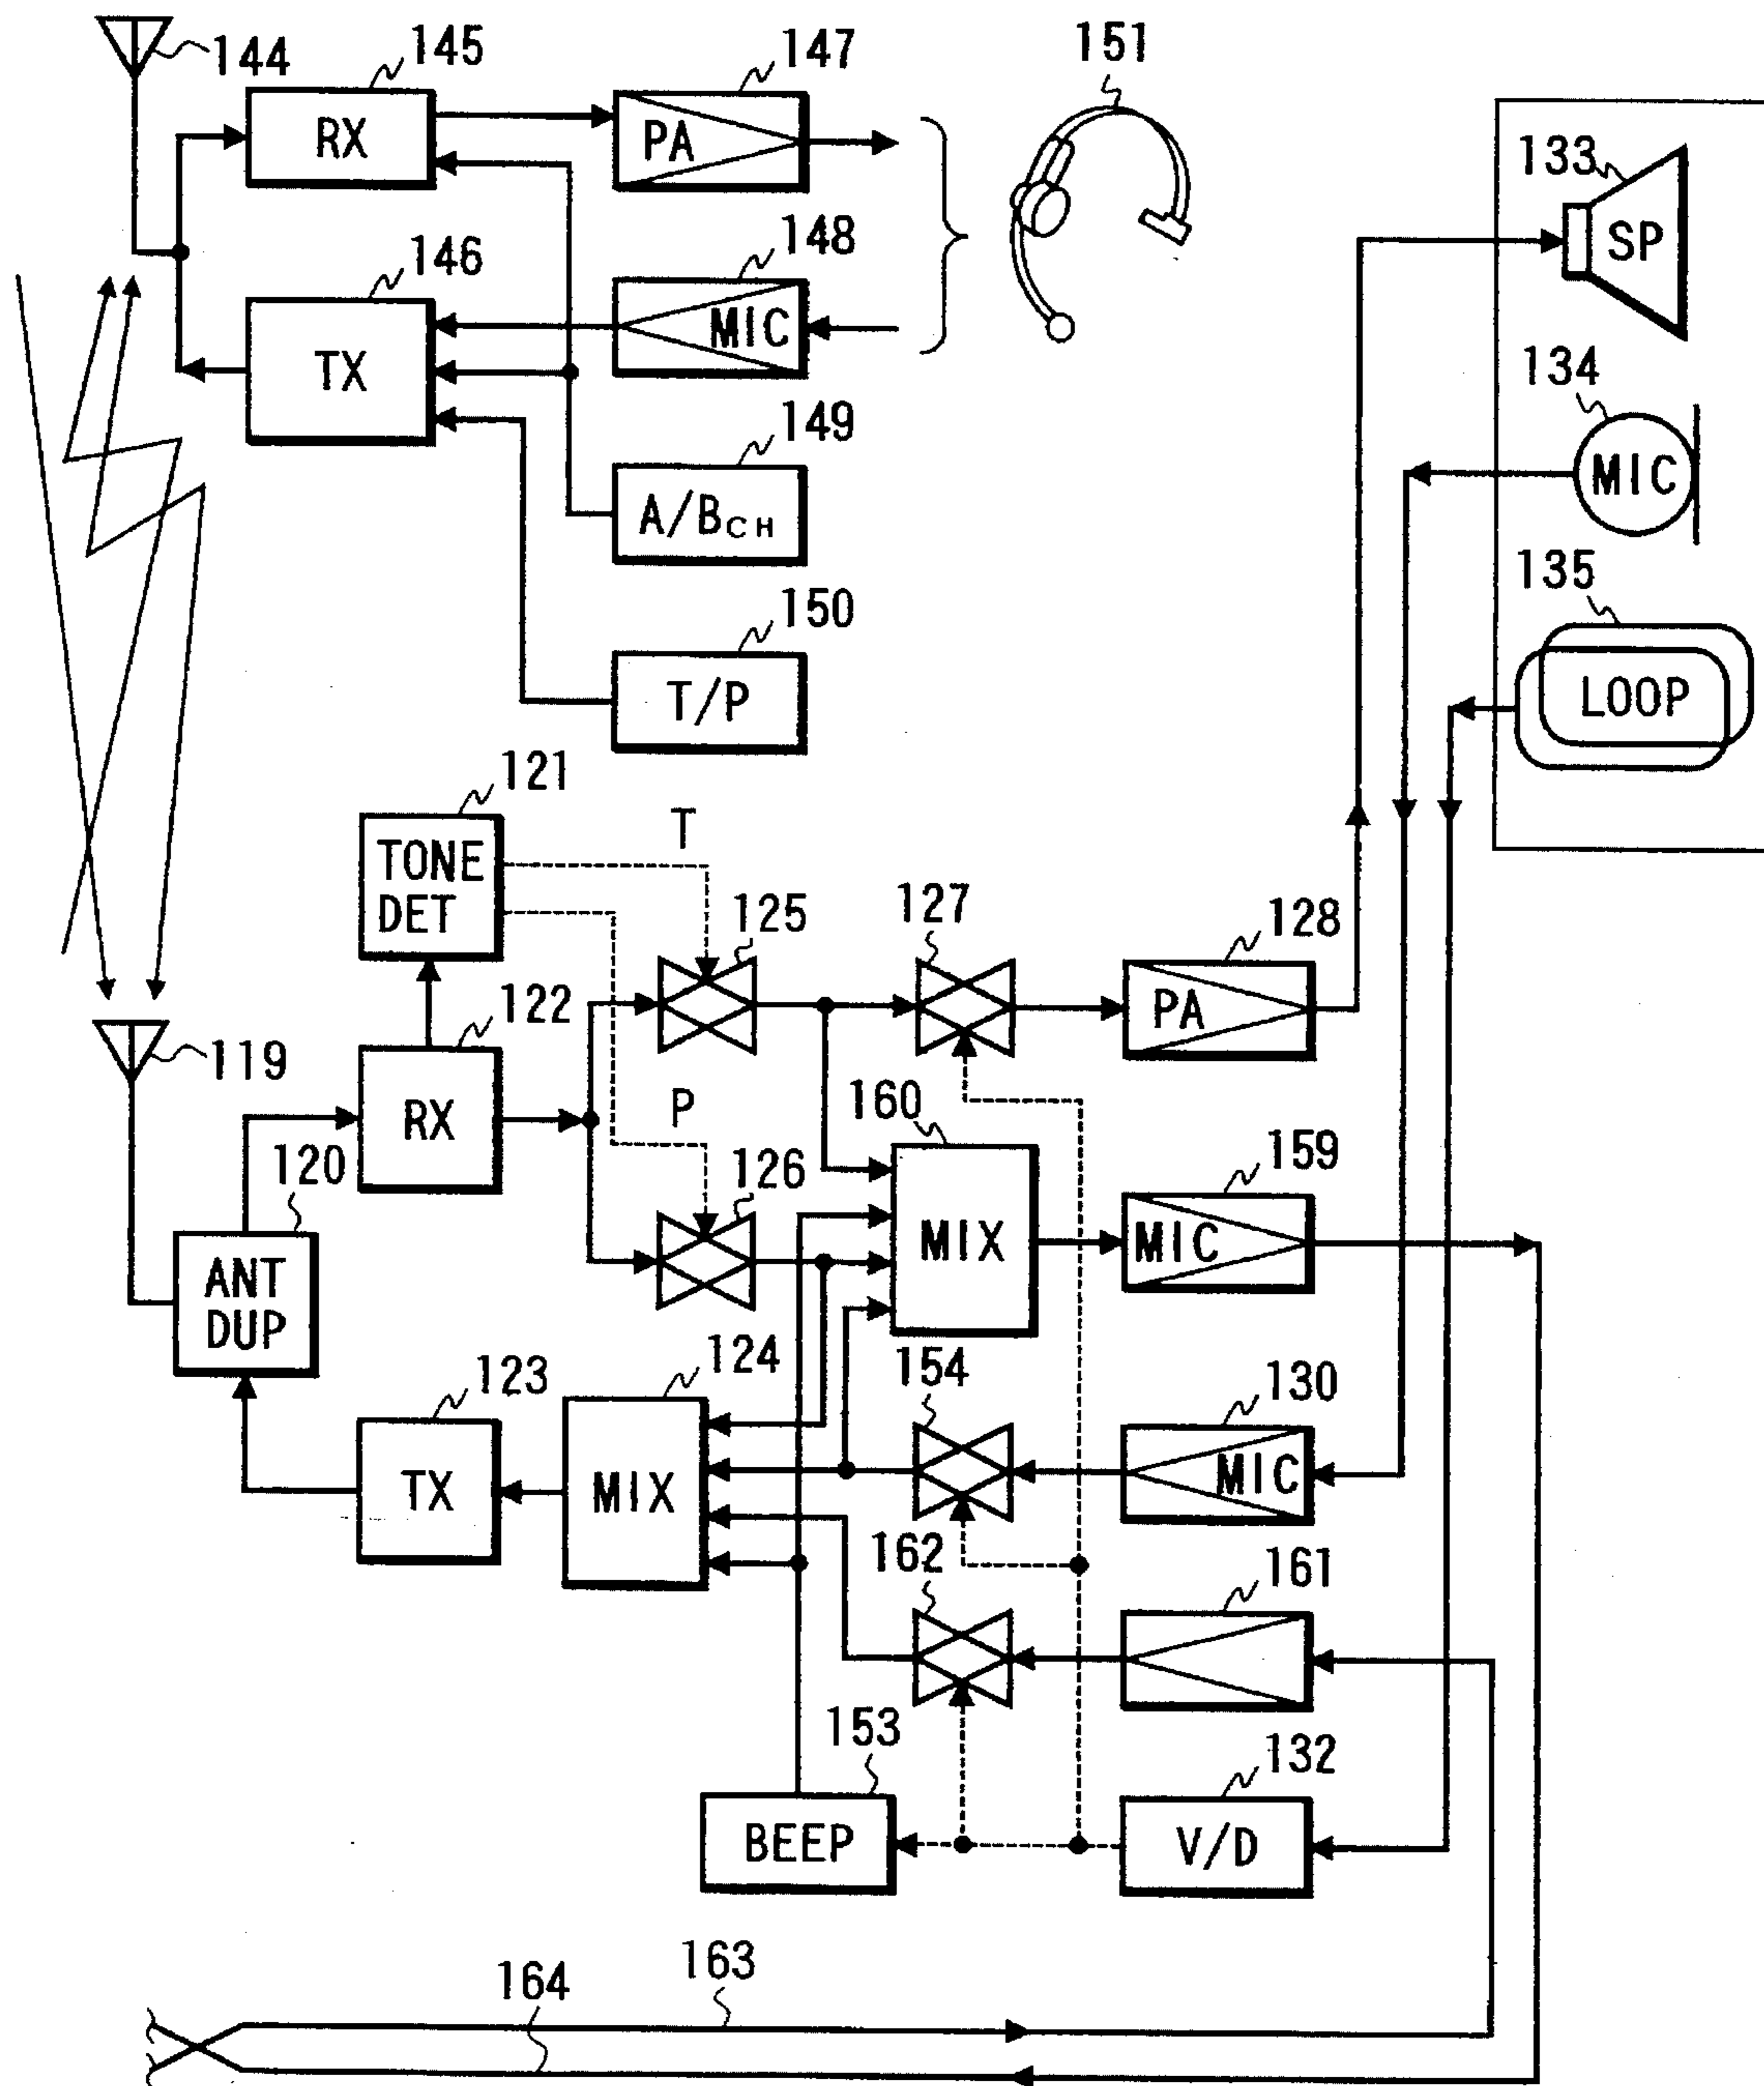 144
145
147
151
RX
PA
133
SP
146
148
TX
MIC
134
MIC
149
A/BCH
135
LOOP
150
T/P
121
TONE
DET
T
125
127
128
PA
122
119
RX
P
160
159
120
126
MIX
MIC
ANT
DUP
124
154
130
123
TX
MIX
MIC
162
161
153
132
BEEP
V/D
163
164